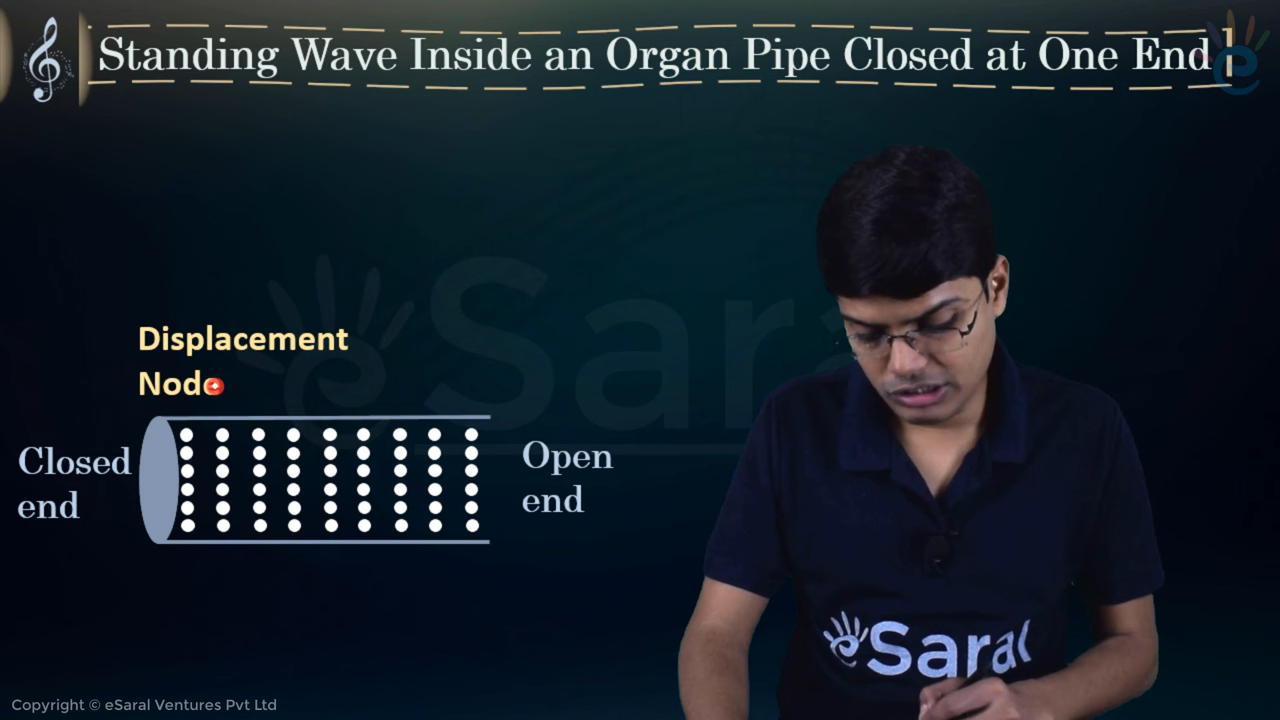 Standing Wave Inside an Organ Pipe Closed at One End
Displacement
Node
Closed
end
Open
end
eSaral
eSaral
Copyright © eSaral Ventures Pvt Ltd